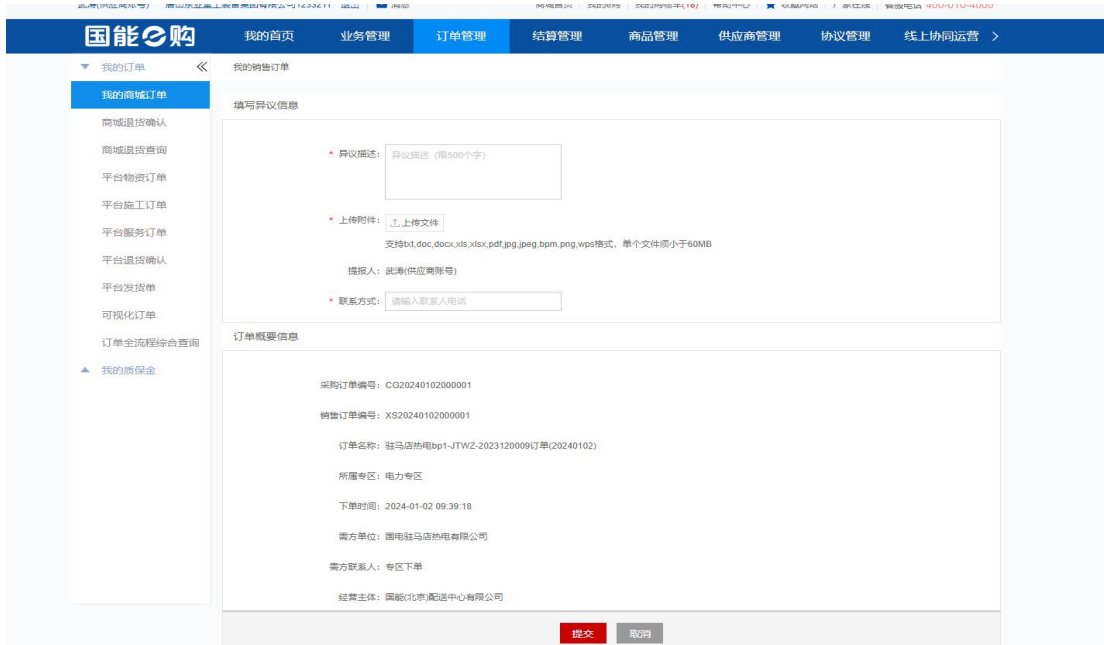 国能e购 我的首页 业务管理 订单管理 结算管理 商品管理 供应商管理 协议管理 线上协同运营 >
我的订单
我的商城订单
商城退货确认
商城退货查询
平台物资订单
平台施工订单
平台服务订单
平台退货确认
平台发货单
可视化订单
订单全流程综合查询
我的质保金
我的销售订单
填写异议信息
* 异议描述: 异议描述 (限500个字)
* 上传附件: 上传文件
支持txt,doc,docx,xls,xlsx,pdf,jpg,jpeg,bpm,png,wps格式，单个文件须小于60MB
提报人: 武涛(供应商账号)
* 联系方式: 请输入联系人电话
订单概要信息
采购订单编号: CG20240102000001
销售订单编号: XS20240102000001
订单名称: 驻马店热电bp1-JTWZ-2023120009订单(20240102)
所属专区: 电力专区
下单时间: 2024-01-02 09:39:18
需方单位: 国电驻马店热电有限公司
需方联系人: 专区下单
经营主体: 国能(北京)配送中心有限公司
提交 取消